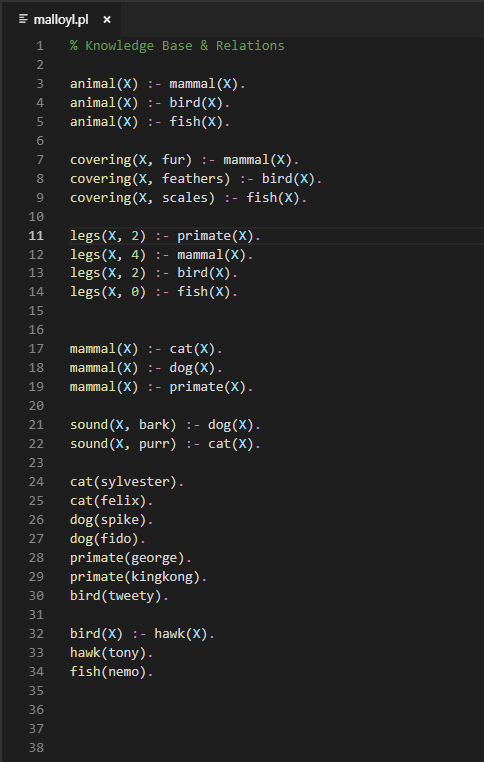 malloyl.pl ×
1 % Knowledge Base & Relations
2
3 animal(X) :- mammal(X).
4 animal(X) :- bird(X).
5 animal(X) :- fish(X).
6
7 covering(X, fur) :- mammal(X).
8 covering(X, feathers) :- bird(X).
9 covering(X, scales) :- fish(X).
10
11 legs(X, 2) :- primate(X).
12 legs(X, 4) :- mammal(X).
13 legs(X, 2) :- bird(X).
14 legs(X, 0) :- fish(X).
15
16
17 mammal(X) :- cat(X).
18 mammal(X) :- dog(X).
19 mammal(X) :- primate(X).
20
21 sound(X, bark) :- dog(X).
22 sound(X, purr) :- cat(X).
23
24 cat(sylvester).
25 cat(felix).
26 dog(spike).
27 dog(fido).
28 primate(george).
29 primate(kingkong).
30 bird(tweety).
31
32 bird(X) :- hawk(X).
33 hawk(tony).
34 fish(nemo).
35
36
37
38